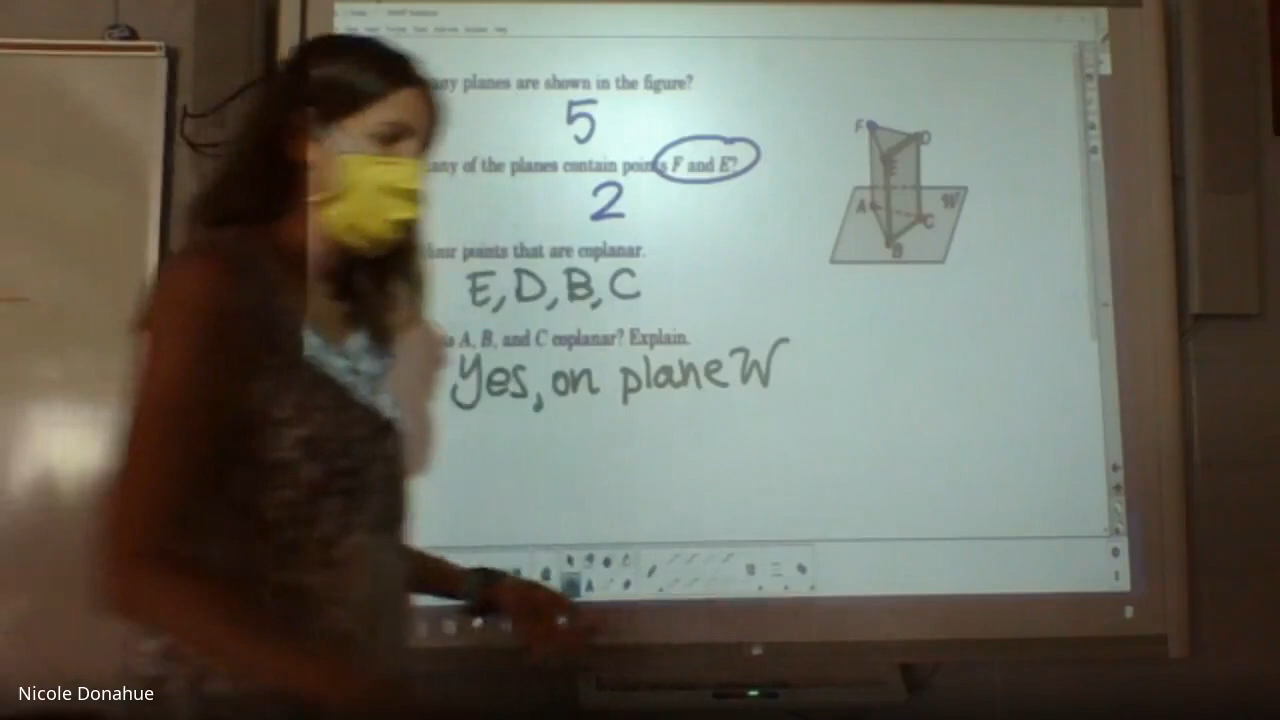 any planes are shown in the figure?
5
any of the planes contain points F and E?
2
four points that are coplanar.
E, D, B, C
A, B, and C coplanar? Explain.
Yes, on plane W
F
D
E
A
W
C
B
Nicole Donahue